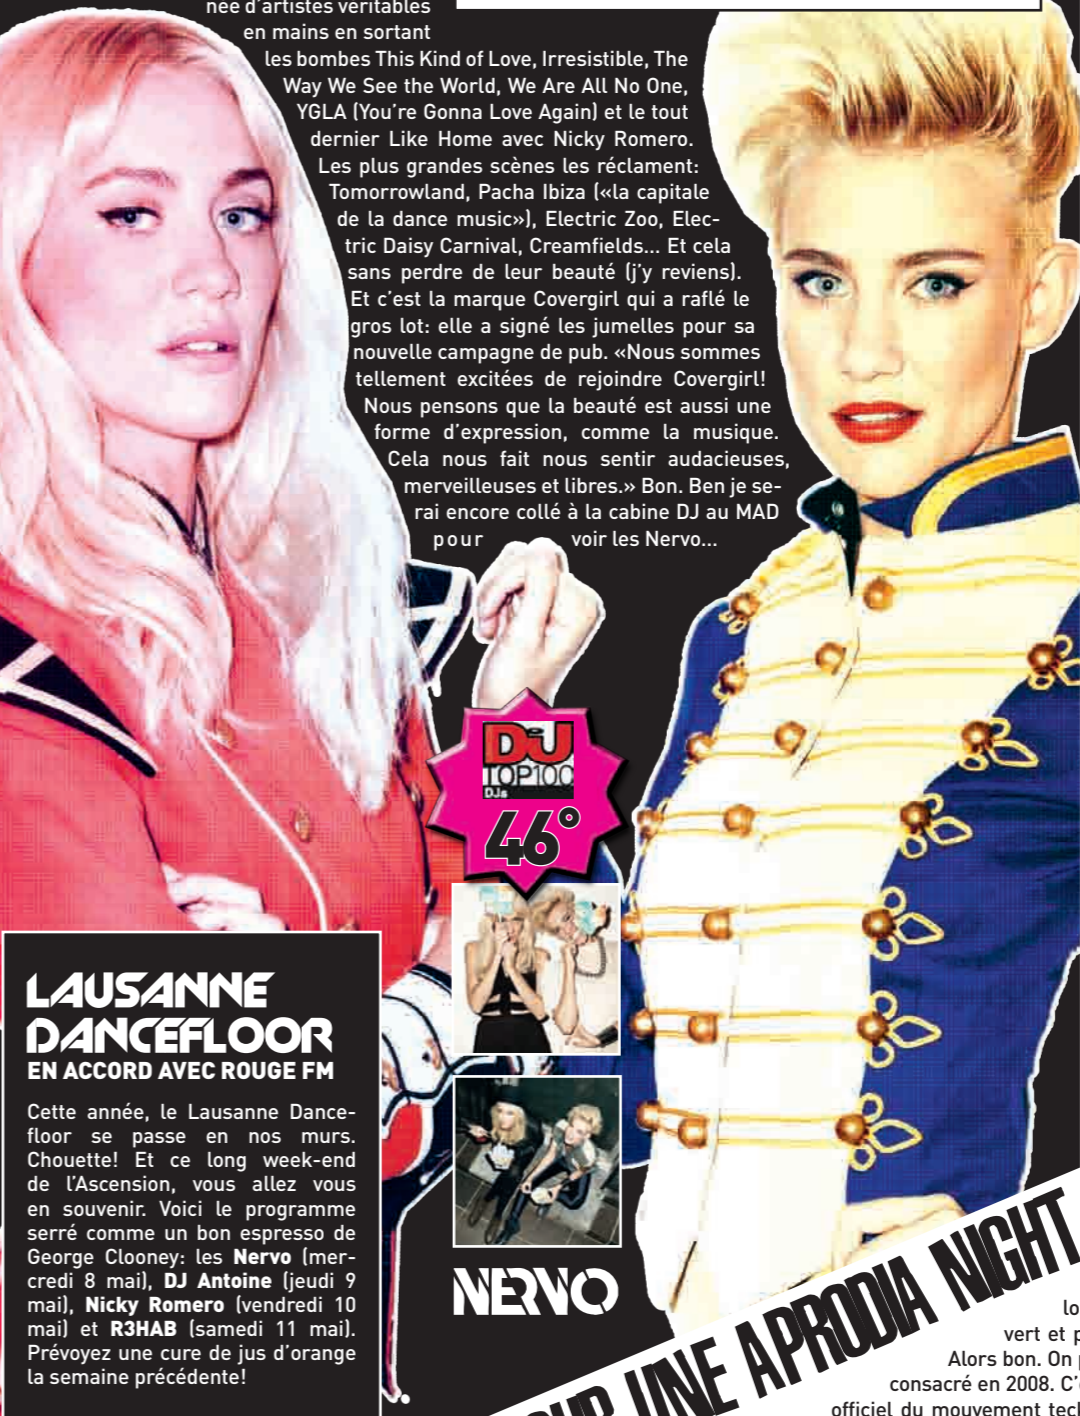 née d'artistes véritables
en mains en sortant
les bombes This Kind of Love, Irresistible, The
Way We See the World, We Are All No One,
YGLA (You're Gonna Love Again) et le tout
dernier Like Home avec Nicky Romero.
Les plus grandes scènes les réclament:
Tomorrowland, Pacha Ibiza («la capitale
de la dance music»), Electric Zoo, Elec-
tric Daisy Carnival, Creamfields... Et cela
sans perdre de leur beauté (j'y reviens).
Et c'est la marque Covergirl qui a raflé le
gros lot: elle a signé les jumelles pour sa
nouvelle campagne de pub. «Nous sommes
tellement excitées de rejoindre Covergirl!
Nous pensons que la beauté est aussi une
forme d'expression, comme la musique.
Cela nous fait nous sentir audacieuses,
merveilleuses et libres.» Bon. Ben je se-
rai encore collé à la cabine DJ au MAD
pour voir les Nervo...
DJ
TOP100
DJs
46°
LAUSANNE
DANCEFLOOR
EN ACCORD AVEC ROUGE FM
Cette année, le Lausanne Dance-
floor se passe en nos murs.
Chouette! Et ce long week-end
de l'Ascension, vous allez vous
en souvenir. Voici le programme
serré comme un bon espresso de
George Clooney: les Nervo (mer-
credi 8 mai), DJ Antoine (jeudi 9
mai), Nicky Romero (vendredi 10
mai) et R3HAB (samedi 11 mai).
Prévoyez une cure de jus d'orange
la semaine précédente!
NERVO
UNE APRODIA NIGHT
vert et
Alors bon. On
consacré en 2008.
officiel du mouvement